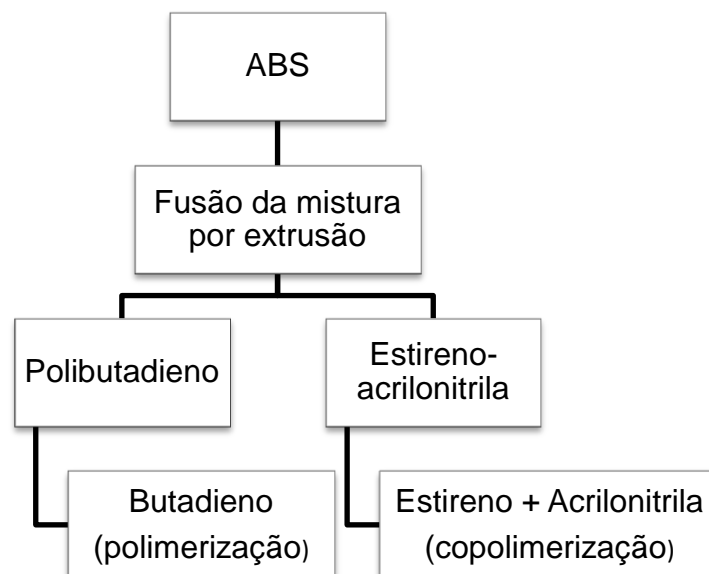 ABS
Fusão da mistura
por extrusão
Polibutadieno
Estireno-
acrilonitrila
Butadieno
(polimerização)
Estireno + Acrilonitrila
(copolimerização)